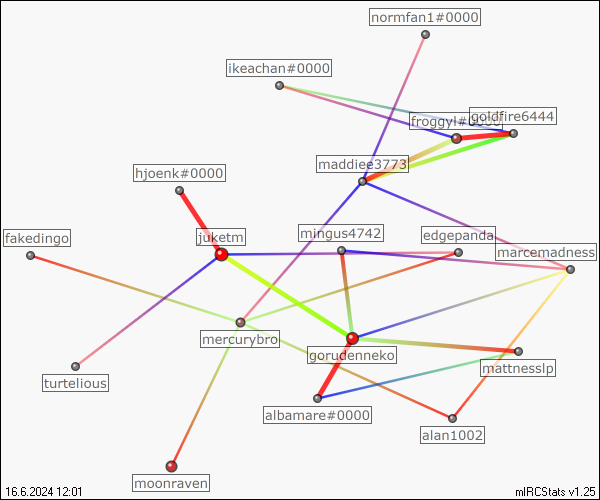 normfan1#0000
ikeachan#0000
goldfire6444
froggyl#0000
maddiee3773
hjoenk#0000
mingus4742
edgepanda
fakedingo
juketm
marcemadness
mercurybro
gorudenneko
mattnesslp
turtelious
albamare#0000
alan1002
moonraven
16.6.2024 12:01
mIRCStats v1.25